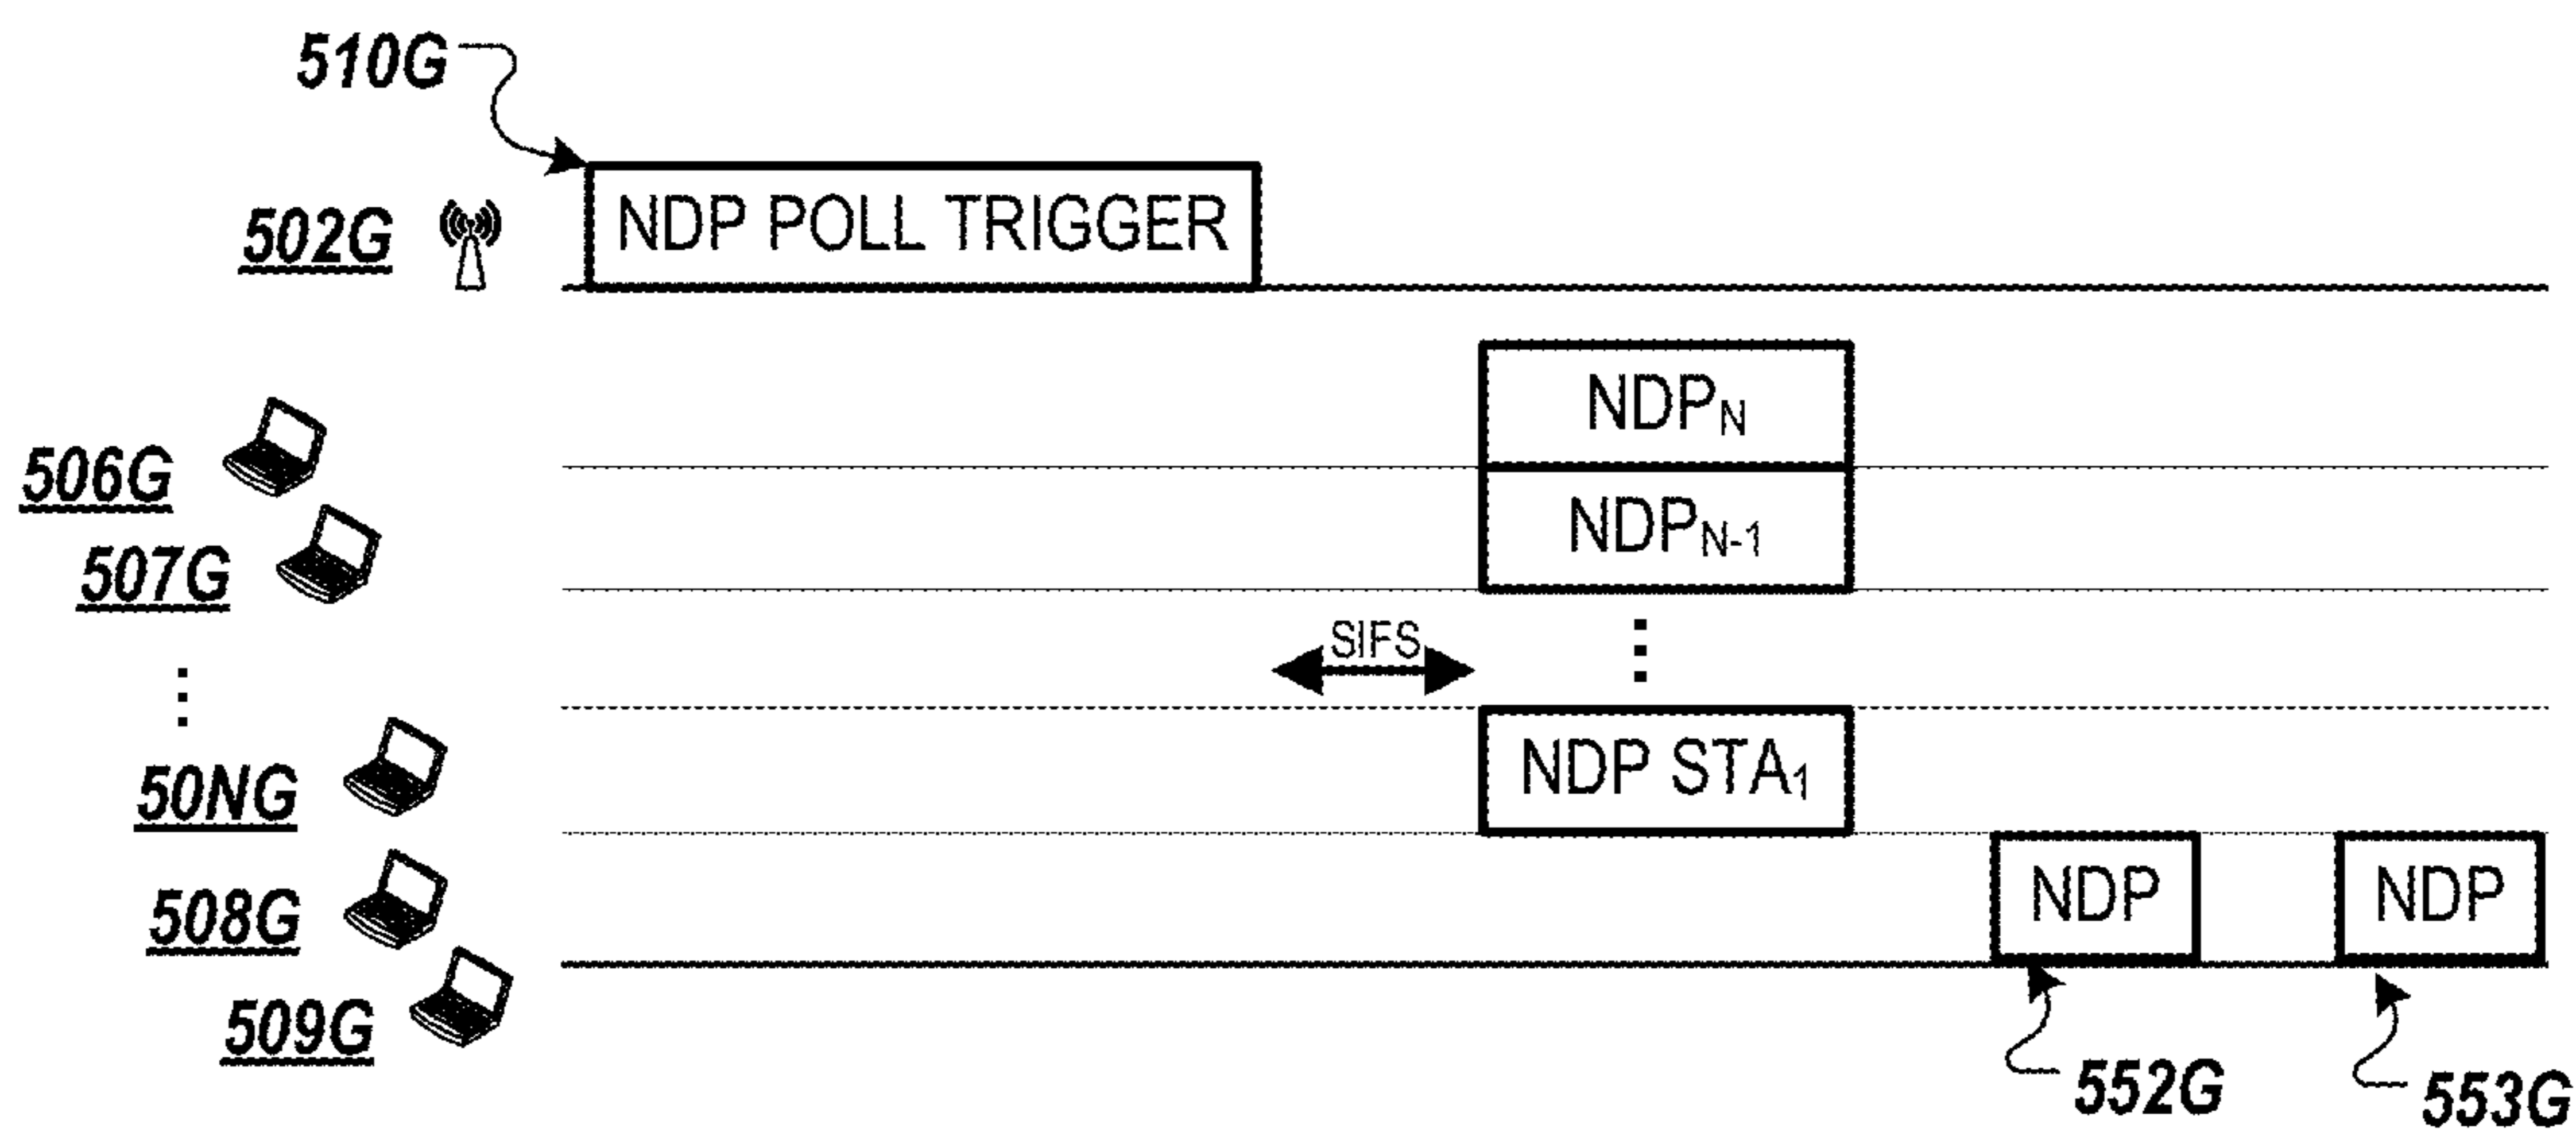 510G
502G
NDP POLL TRIGGER
NDPN
506G
NDPN-1
507G
SIFS
⋮
⋮
50NG
NDP STA1
508G
NDP
NDP
509G
552G
553G